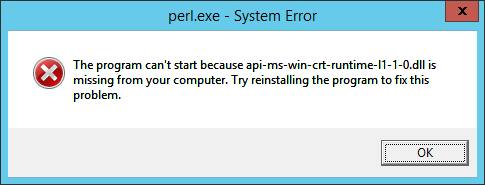 perl.exe - System Error
The program can't start because api-ms-win-crt-runtime-l1-1-0.dll is
missing from your computer. Try reinstalling the program to fix this
problem.
OK